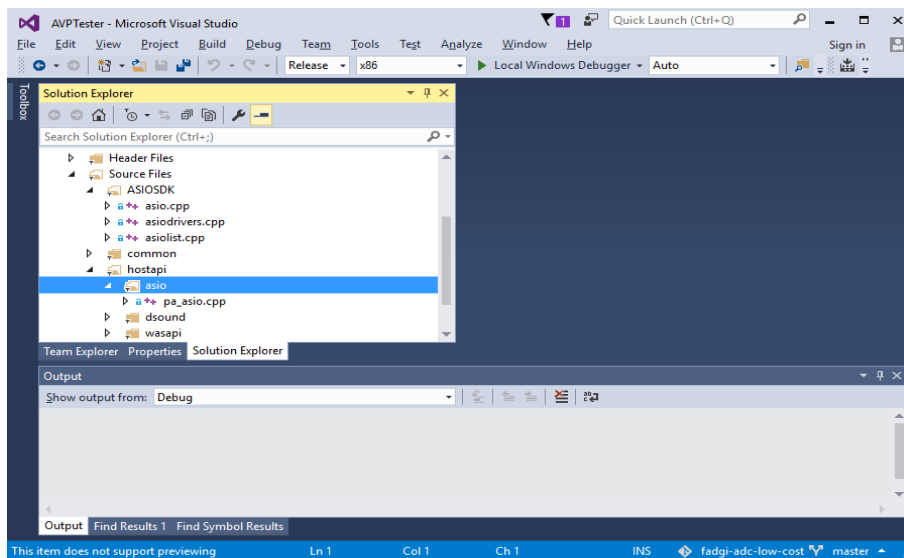 AVPTester - Microsoft Visual Studio
1
Quick Launch (Ctrl+Q)
File Edit View Project Build Debug Team Tools Test Analyze Window Help
Sign in
Release x86 Local Windows Debugger Auto
Toolbox
Solution Explorer
Search Solution Explorer (Ctrl+;)
Header Files
Source Files
ASIOSDK
++ asio.cpp
++ asiodrivers.cpp
++ asiolist.cpp
common
hostapi
asio
++ pa_asio.cpp
dsound
wasapi
Team Explorer Properties Solution Explorer
Output
Show output from: Debug
Output Find Results 1 Find Symbol Results
This item does not support previewing Ln 1 Col 1 Ch 1 INS fadgi-adc-low-cost master